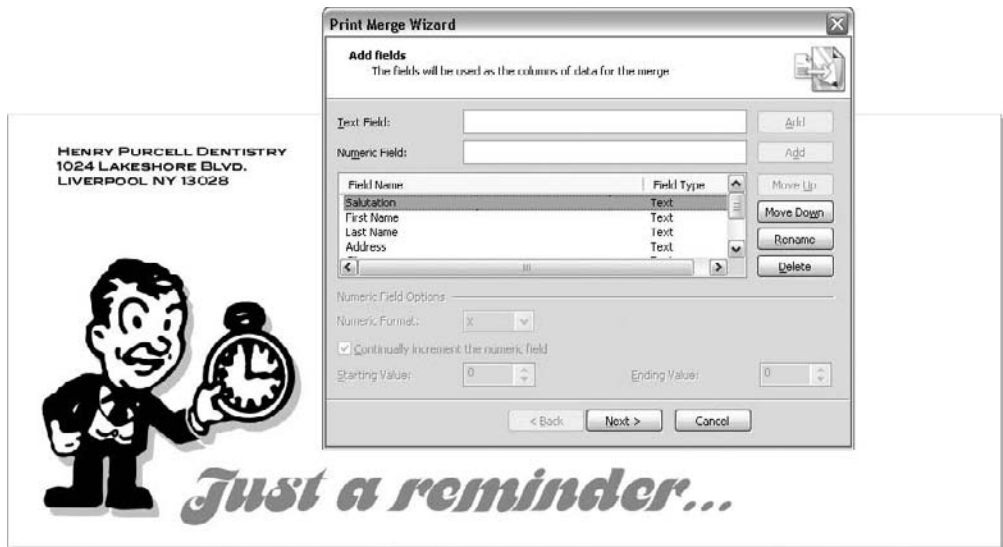 Print Merge Wizard
Add fields
The fields will be used as the columns of data for the merge
Text Field:
Add
Numeric Field:
Add
Field Name Field Type
Move Up
Salutation Text
First Name Text
Move Down
Last Name Text
Address Text
Rename
Delete
Numeric Field Options
Numeric Format: X
Continually increment the numeric field
Starting Value: 0 Ending Value: 0
< Back Next > Cancel
HENRY PURCELL DENTISTRY
1024 LAKESHORE BLVD.
LIVERPOOL NY 13028
Just a reminder...